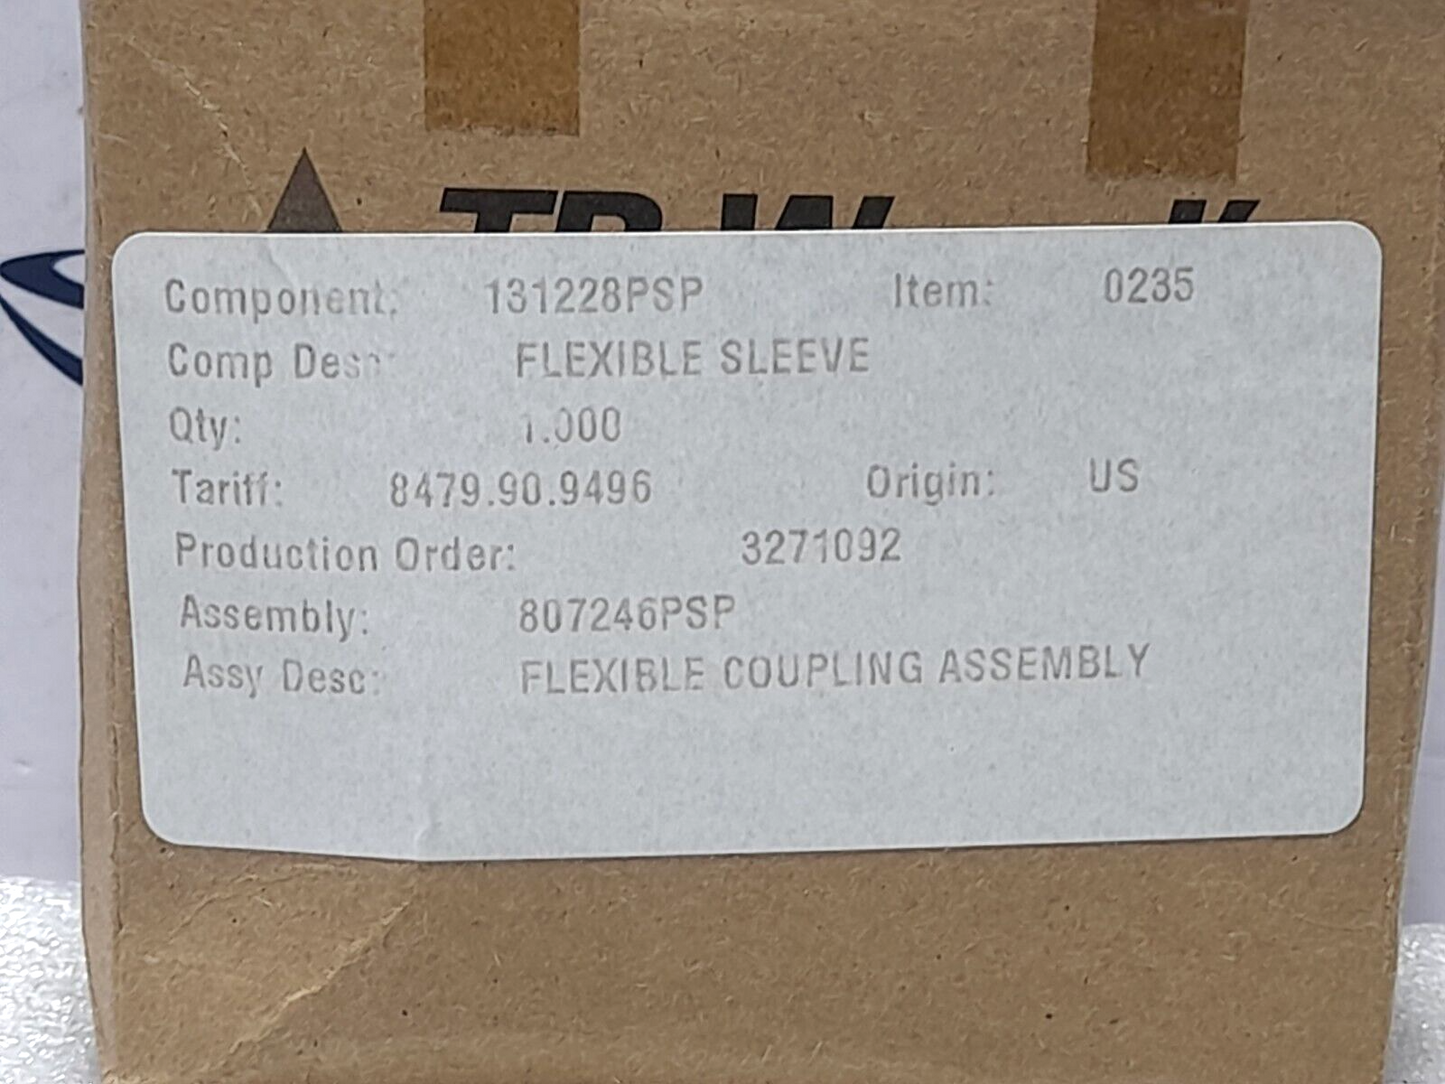 Component: 131228PSP Item: 0235
Comp Desc: FLEXIBLE SLEEVE
Qty: 1.000
Tariff: 8479.90.9496 Origin: US
Production Order: 3271092
Assembly: 807246PSP
Assy Desc: FLEXIBLE COUPLING ASSEMBLY